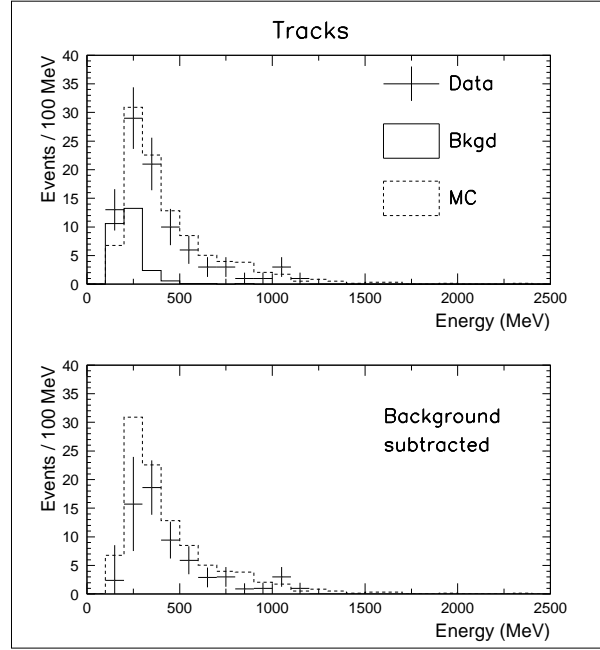 Tracks
Events / 100 MeV
40
35
30
25
20
15
10
5
0
Data
Bkgd
MC
0 500 1000 1500 2000 2500
Energy (MeV)
Events / 100 MeV
40
35
30
25
20
15
10
5
0
Background
subtracted
0 500 1000 1500 2000 2500
Energy (MeV)